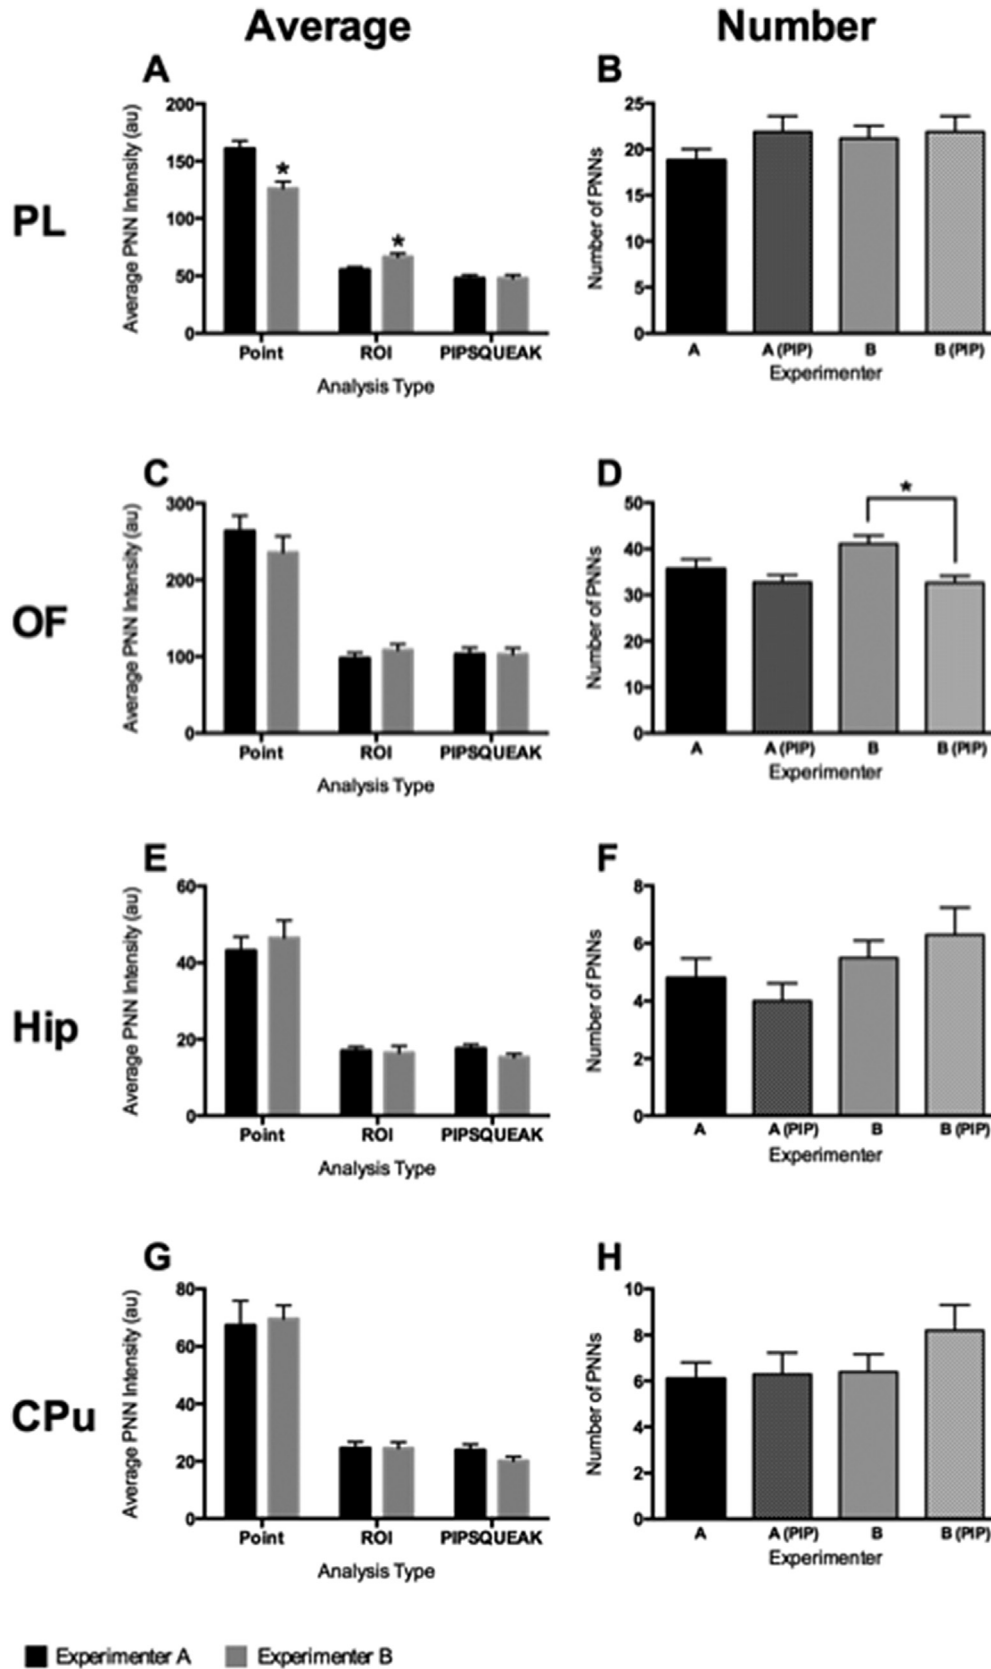 Average Number
A B
PL
Average PNN Intensity (au)
200
150
100
50
0
*
*
Point ROI PIPSQUEAK
Analysis Type
Number of PNNs
25
20
15
10
5
0
A A (PIP) B B (PIP)
Experimenter
C D
OF
Average PNN Intensity (au)
300
200
100
0
Point ROI PIPSQUEAK
Analysis Type
Number of PNNs
50
40
30
20
10
0
*
A A (PIP) B B (PIP)
Experimenter
E F
Hip
Average PNN Intensity (au)
60
40
20
0
Point ROI PIPSQUEAK
Analysis Type
Number of PNNs
8
6
4
2
0
A A (PIP) B B (PIP)
Experimenter
G H
CPu
Average PNN Intensity (au)
80
60
40
20
0
Point ROI PIPSQUEAK
Analysis Type
Number of PNNs
10
8
6
4
2
0
A A (PIP) B B (PIP)
Experimenter
Experimenter A Experimenter B